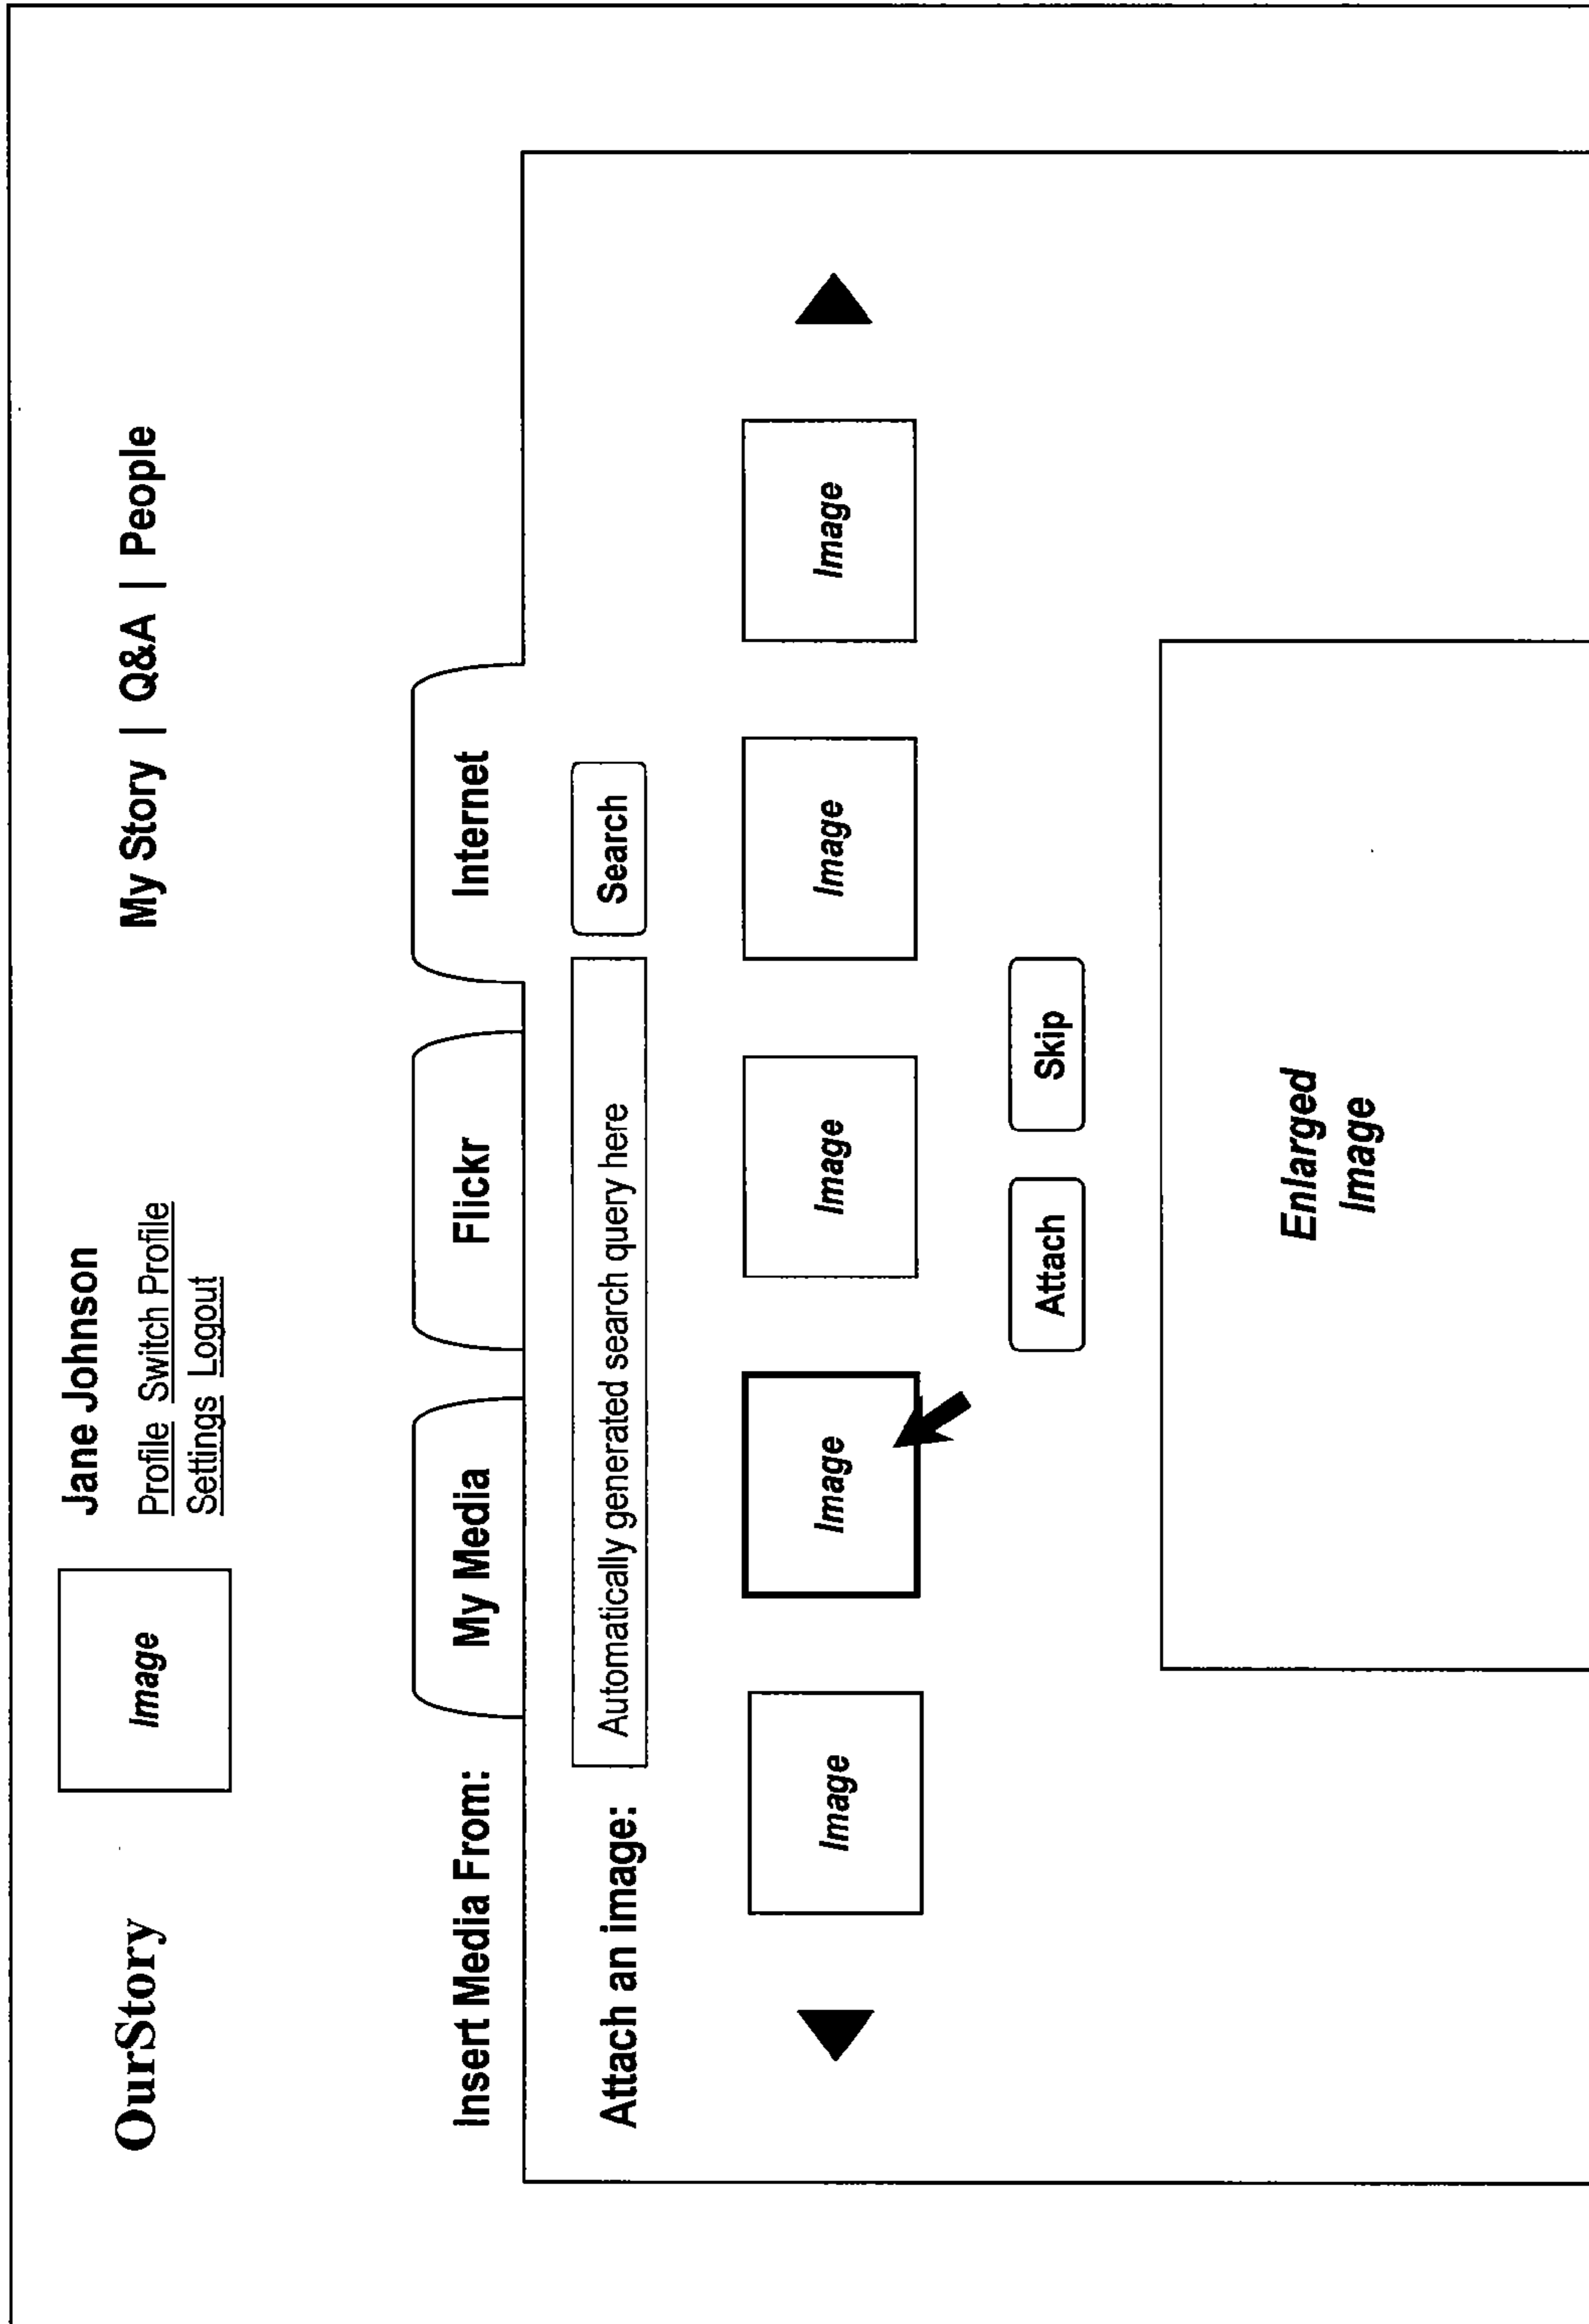 OurStory
Image
Jane Johnson
Profile Switch Profile
Settings Logout
My Story | Q&A | People
Insert Media From:
My Media
Flickr
Internet
Attach an image:
Automatically generated search query here
Search
Image
Image
Image
Image
Image
Attach
Skip
Enlarged
Image